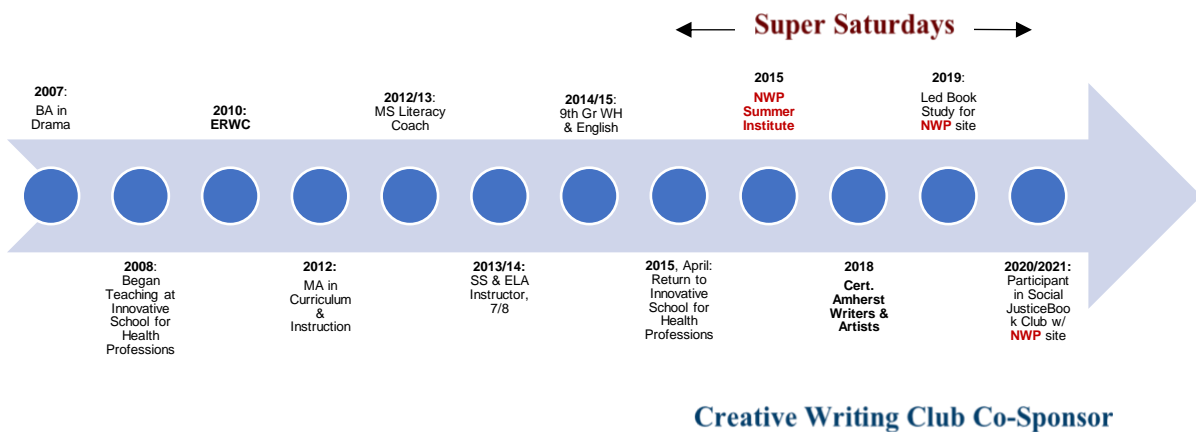 Super Saturdays
2007:
BA in
Drama
2010:
ERWC
2012/13:
MS Literacy
Coach
2014/15:
9th Gr WH
& English
2015
NWP
Summer
Institute
2019:
Led Book
Study for
NWP site
2008:
Began
Teaching at
Innovative
School for
Health
Professions
2012:
MA in
Curriculum
&
Instruction
2013/14:
SS & ELA
Instructor,
7/8
2015, April:
Return to
Innovative
School for
Health
Professions
2018
Cert.
Amherst
Writers &
Artists
2020/2021:
Participant
in Social
JusticeBoo
k Club w/
NWP site
Creative Writing Club Co-Sponsor